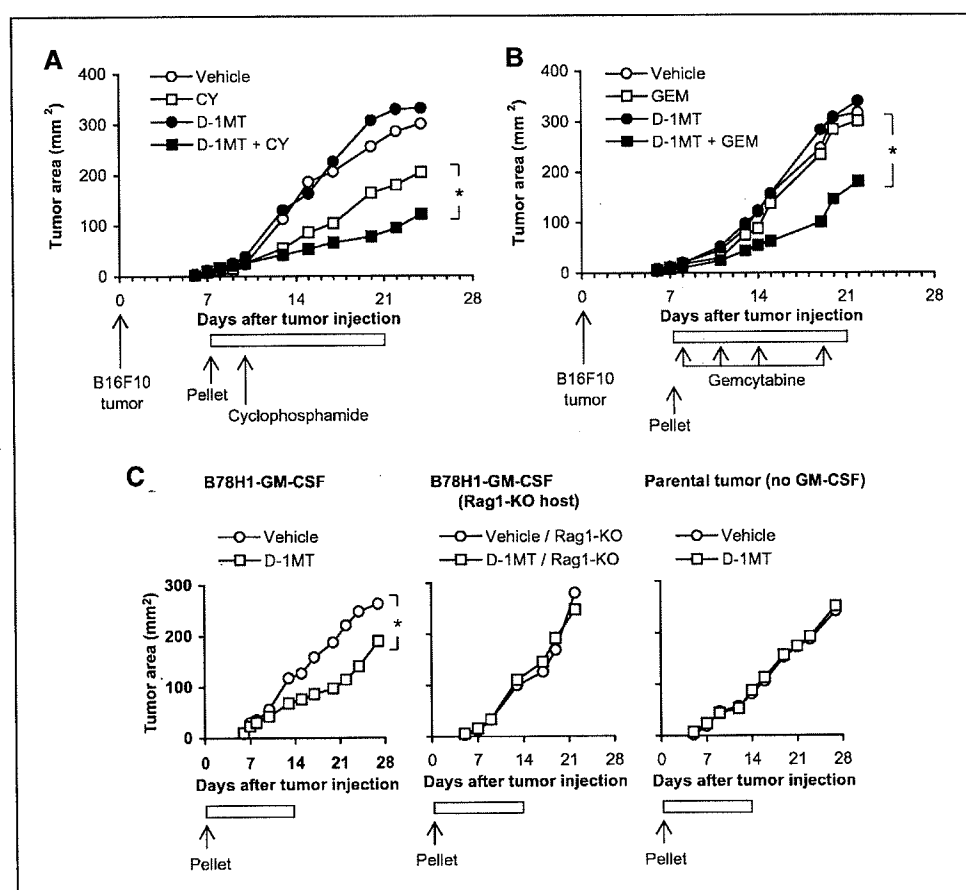 A
Tumor area (mm ²)
400
300
200
100
0
Vehicle
CY
D-1MT
D-1MT + CY
*
0 7 14 21 28
Days after tumor injection
B16F10
tumor
Pellet
Cyclophosphamide
B
Tumor area (mm ²)
400
300
200
100
0
Vehicle
GEM
D-1MT
D-1MT + GEM
*
0 7 14 21 28
Days after tumor injection
B16F10
tumor
Gemcytabine
Pellet
C
B78H1-GM-CSF
Vehicle
D-1MT
Tumor area (mm²)
300
200
100
0
*
0 7 14 21 28
Days after tumor injection
Pellet
B78H1-GM-CSF
(Rag1-KO host)
Vehicle / Rag1-KO
D-1MT / Rag1-KO
0 7 14 21 28
Days after tumor injection
Pellet
Parental tumor (no GM-CSF)
Vehicle
D-1MT
0 7 14 21 28
Days after tumor injection
Pellet